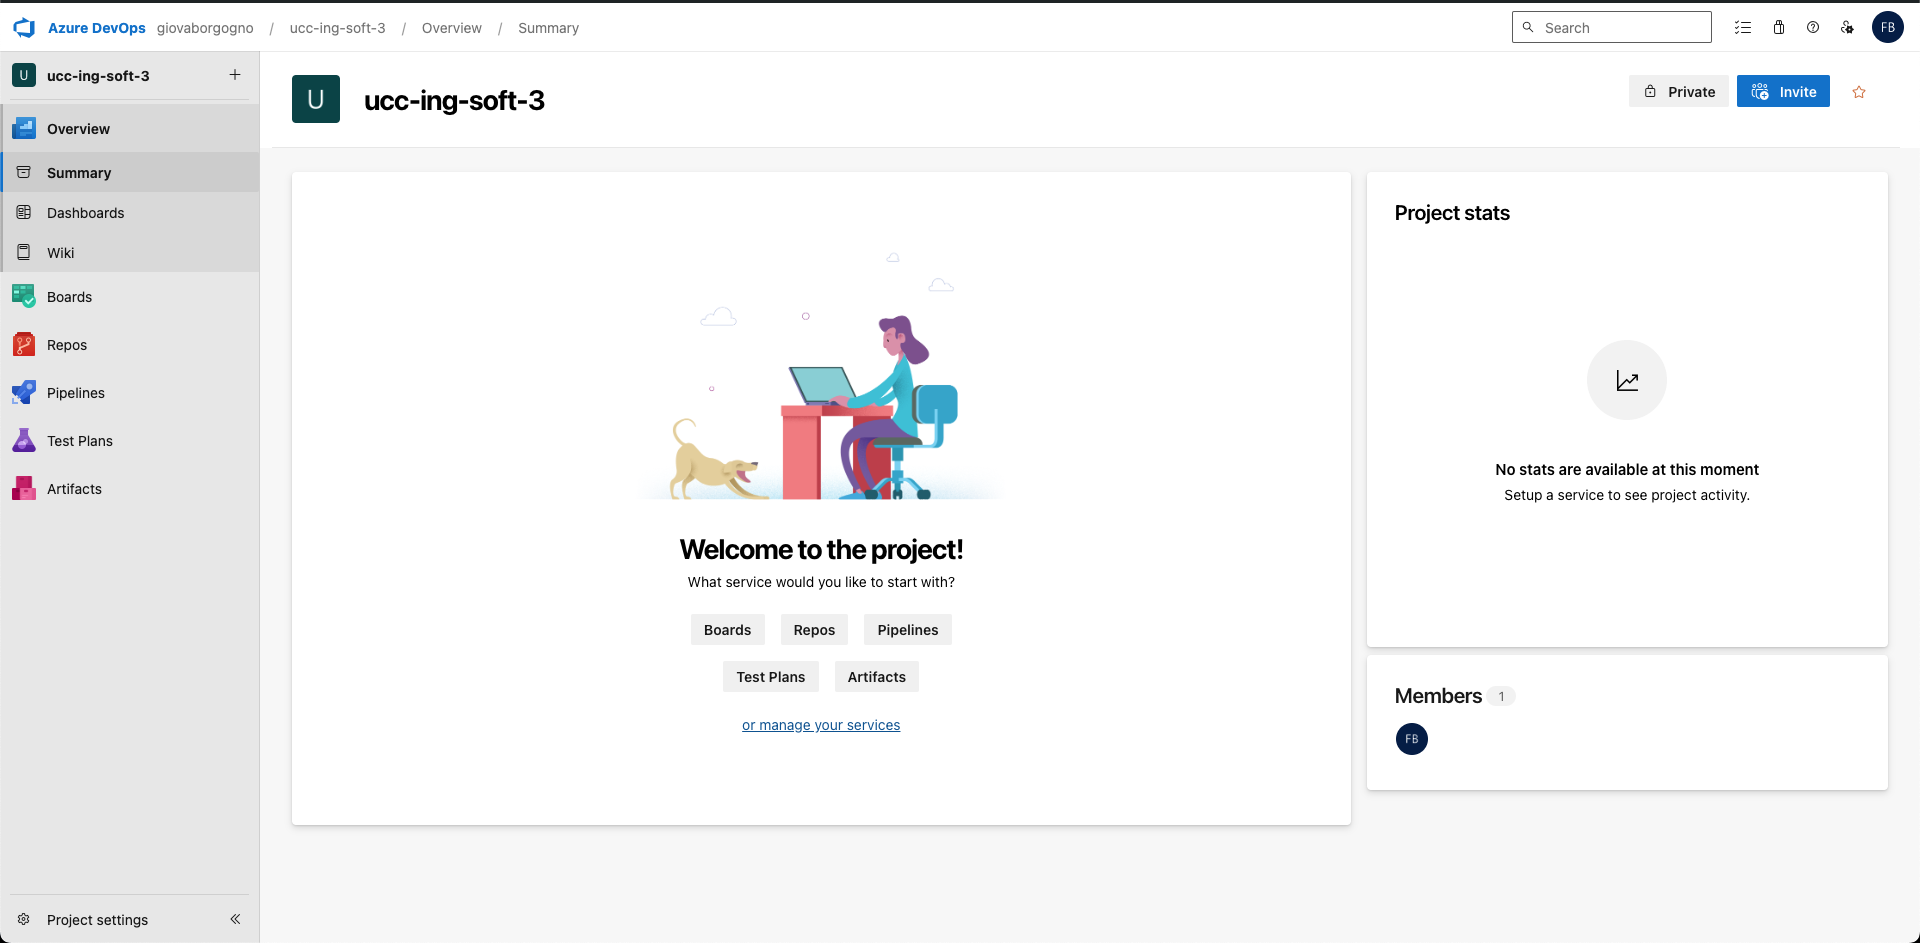 Azure DevOps giovaborgogno / ucc-ing-soft-3 / Overview / Summary
Search
FB
U ucc-ing-soft-3
Overview
Summary
Dashboards
Wiki
Boards
Repos
Pipelines
Test Plans
Artifacts
Project settings
U ucc-ing-soft-3
Private
Invite
Welcome to the project!
What service would you like to start with?
Boards Repos Pipelines
Test Plans Artifacts
or manage your services
Project stats
No stats are available at this moment
Setup a service to see project activity.
Members 1
FB